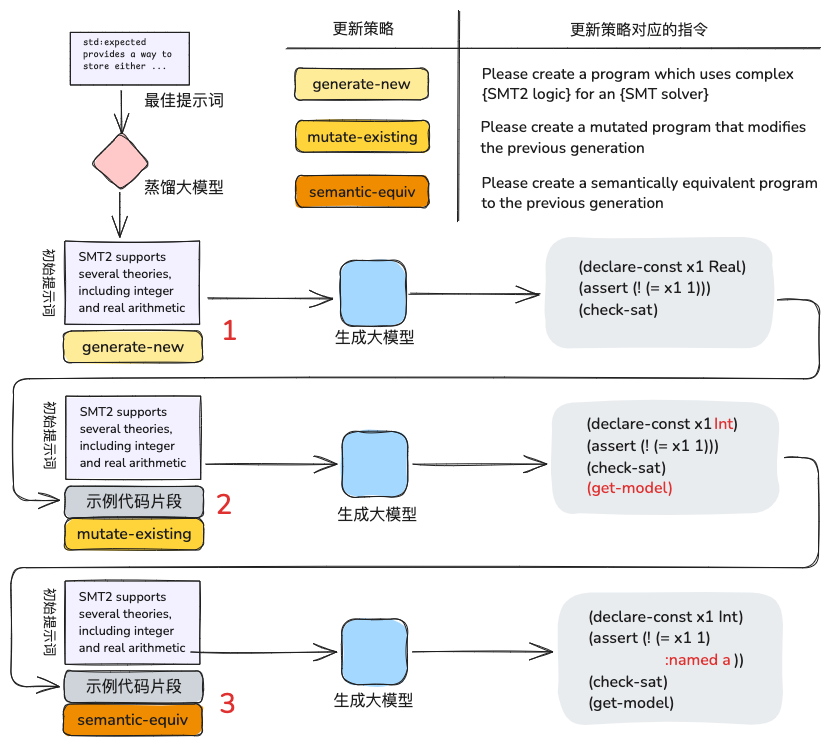 std:expected
provides a way to
store either ...
最佳提示词
蒸馏大模型
更新策略
更新策略对应的指令
generate-new
Please create a program which uses complex
{SMT2 logic} for an {SMT solver}
mutate-existing
Please create a mutated program that modifies
the previous generation
semantic-equiv
Please create a semantically equivalent program
to the previous generation
初始提示词
SMT2 supports
several theories,
including integer
and real arithmetic
generate-new
1
生成大模型
(declare-const x1 Real)
(assert (! (= x1 1)))
(check-sat)
初始提示词
SMT2 supports
several theories,
including integer
and real arithmetic
示例代码片段
mutate-existing
2
生成大模型
(declare-const x1 Int)
(assert (! (= x1 1)))
(check-sat)
(get-model)
初始提示词
SMT2 supports
several theories,
including integer
and real arithmetic
示例代码片段
semantic-equiv
3
生成大模型
(declare-const x1 Int)
(assert (! (= x1 1)
:named a ))
(check-sat)
(get-model)